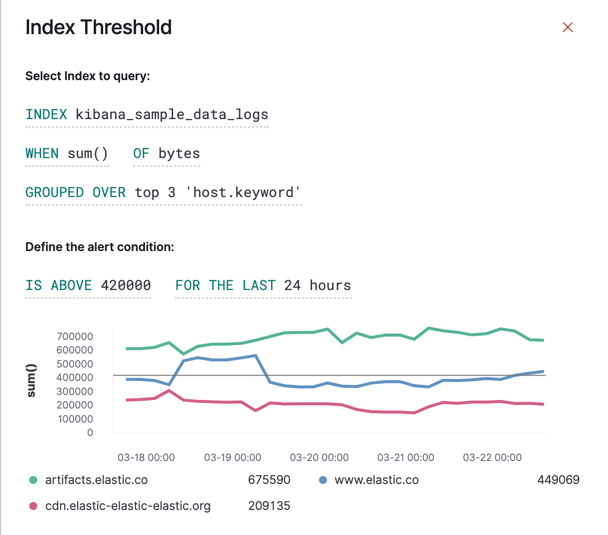 Index Threshold
Select Index to query:
INDEX kibana_sample_data_logs
WHEN sum() OF bytes
GROUPED OVER top 3 'host.keyword'
Define the alert condition:
IS ABOVE 420000 FOR THE LAST 24 hours
700000
600000
500000
400000
300000
200000
100000
0
sum()
03-18 00:00 03-19 00:00 03-20 00:00 03-21 00:00 03-22 00:00
artifacts.elastic.co 675590 www.elastic.co 449069
cdn.elastic-elastic-elastic.org 209135